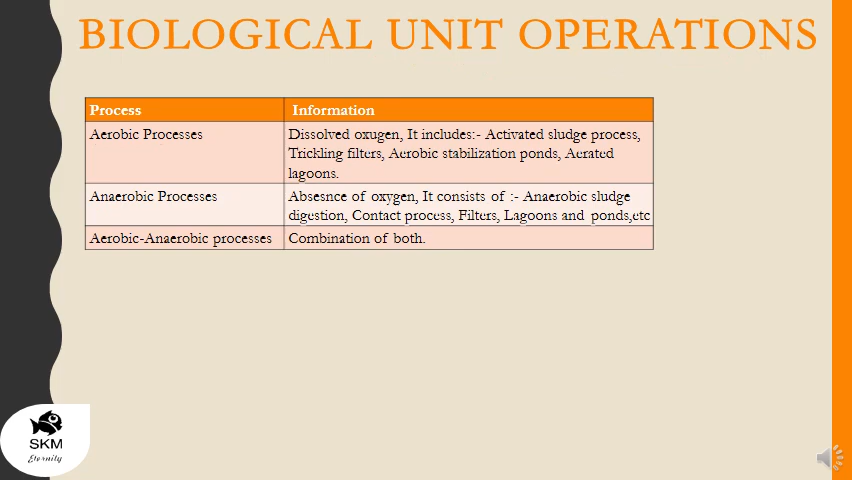 BIOLOGICAL UNIT OPERATIONS
Process Information
Aerobic Processes Dissolved oxugen, It includes:- Activated sludge process,
Trickling filters, Aerobic stabilization ponds, Aerated
lagoons.
Anaerobic Processes Absesnce of oxygen, It consists of :- Anaerobic sludge
digestion, Contact process, Filters, Lagoons and ponds,etc
Aerobic-Anaerobic processes Combination of both.
SKM
Eternity